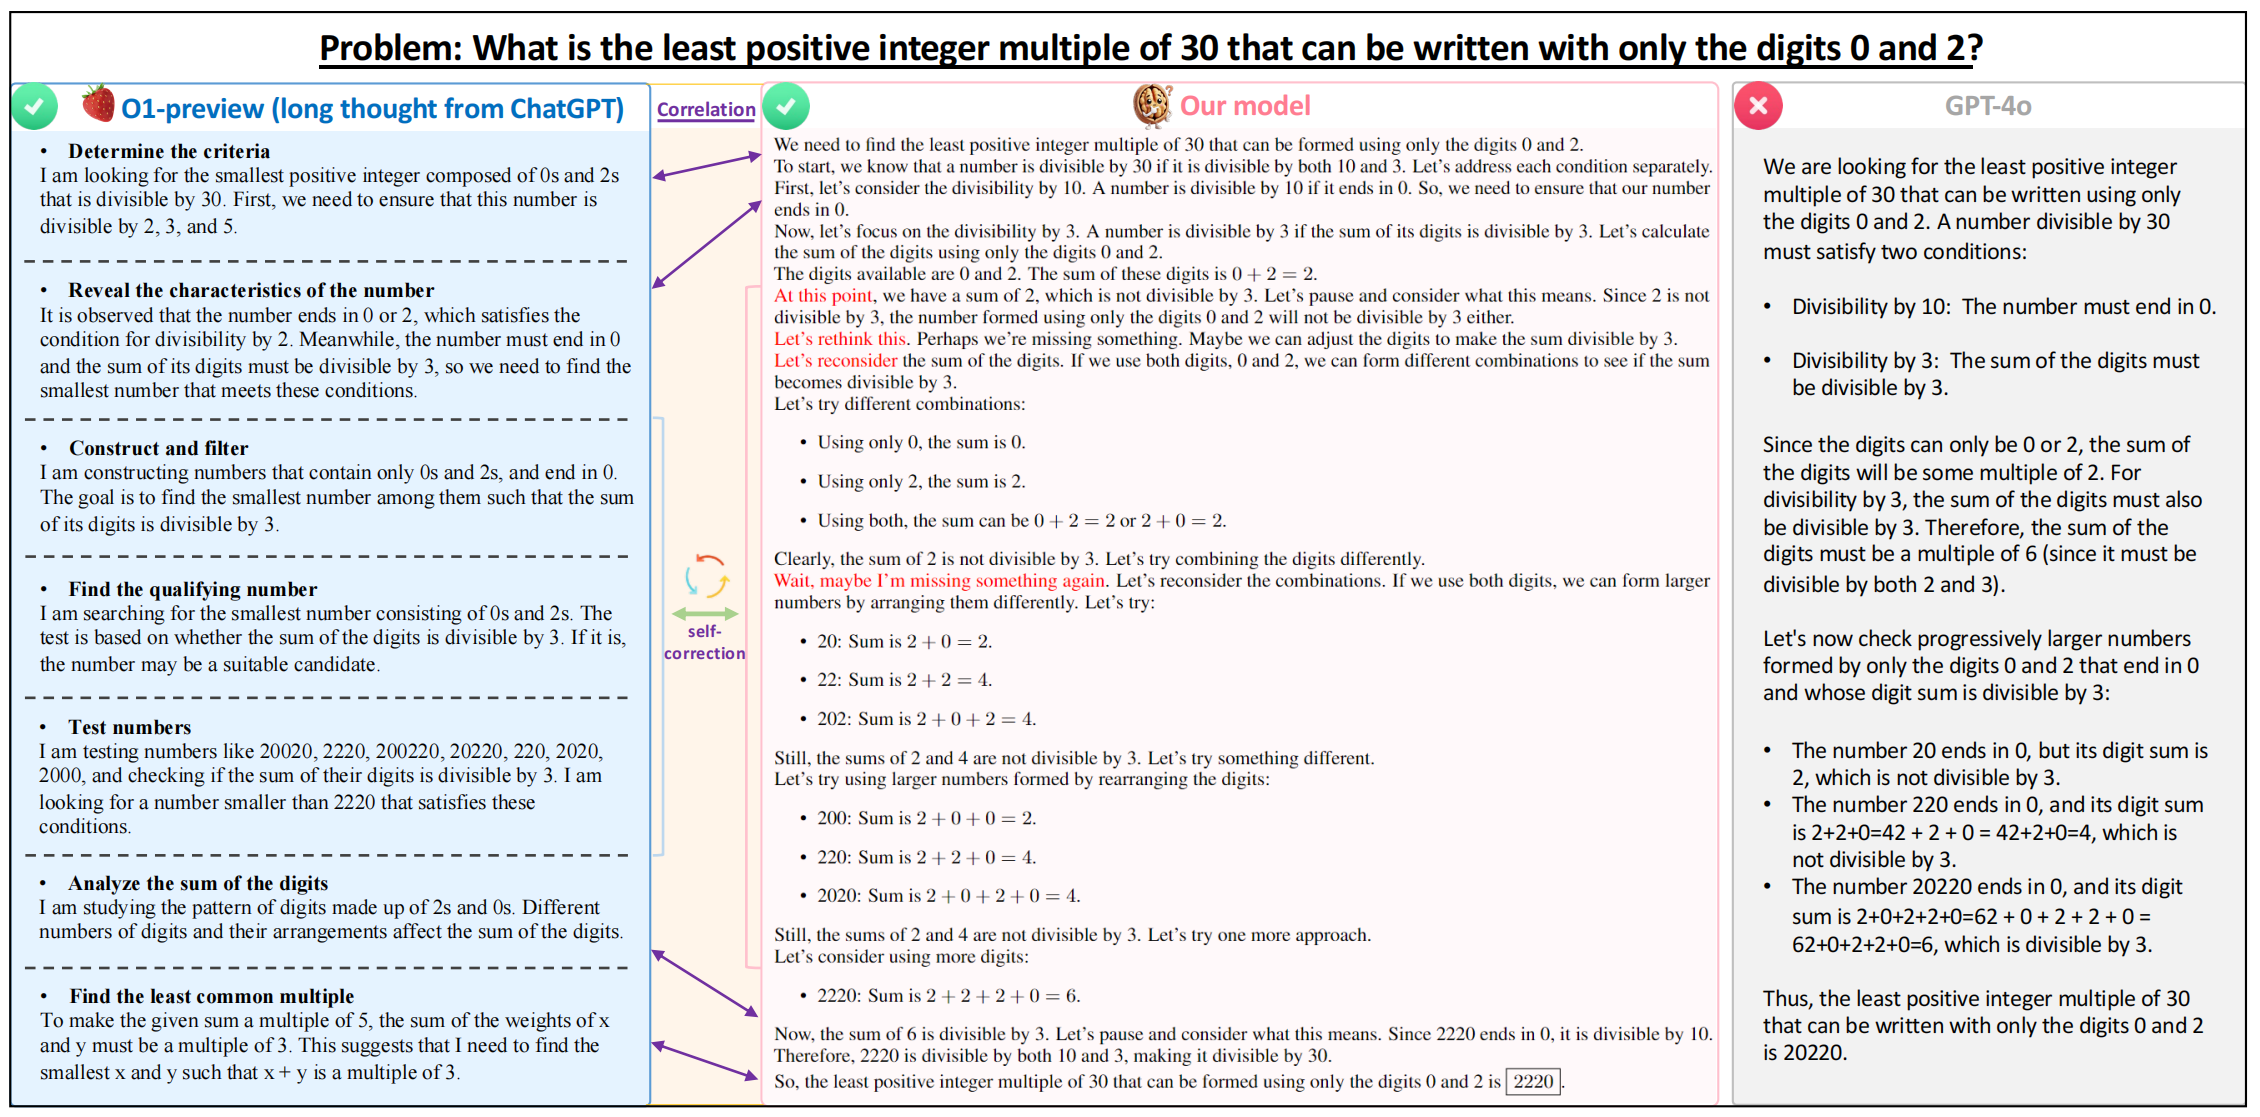 Problem: What is the least positive integer multiple of 30 that can be written with only the digits 0 and 2?
O1-preview (long thought from ChatGPT)
• Determine the criteria
I am looking for the smallest positive integer composed of 0s and 2s
that is divisible by 30. First, we need to ensure that this number is
divisible by 2, 3, and 5.
• Reveal the characteristics of the number
It is observed that the number ends in 0 or 2, which satisfies the
condition for divisibility by 2. Meanwhile, the number must end in 0
and the sum of its digits must be divisible by 3, so we need to find the
smallest number that meets these conditions.
• Construct and filter
I am constructing numbers that contain only 0s and 2s, and end in 0.
The goal is to find the smallest number among them such that the sum
of its digits is divisible by 3.
• Find the qualifying number
I am searching for the smallest number consisting of 0s and 2s. The
test is based on whether the sum of the digits is divisible by 3. If it is,
the number may be a suitable candidate.
• Test numbers
I am testing numbers like 20020, 2220, 200220, 20220, 220, 2020,
2000, and checking if the sum of their digits is divisible by 3. I am
looking for a number smaller than 2220 that satisfies these
conditions.
• Analyze the sum of the digits
I am studying the pattern of digits made up of 2s and 0s. Different
numbers of digits and their arrangements affect the sum of the digits.
• Find the least common multiple
To make the given sum a multiple of 5, the sum of the weights of x
and y must be a multiple of 3. This suggests that I need to find the
smallest x and y such that x + y is a multiple of 3.
Correlation
self-
correction
Our model
We need to find the least positive integer multiple of 30 that can be formed using only the digits 0 and 2.
To start, we know that a number is divisible by 30 if it is divisible by both 10 and 3. Let's address each condition separately.
First, let's consider the divisibility by 10. A number is divisible by 10 if it ends in 0. So, we need to ensure that our number
ends in 0.
Now, let's focus on the divisibility by 3. A number is divisible by 3 if the sum of its digits is divisible by 3. Let's calculate
the sum of the digits using only the digits 0 and 2.
The digits available are 0 and 2. The sum of these digits is 0 + 2 = 2.
At this point, we have a sum of 2, which is not divisible by 3. Let's pause and consider what this means. Since 2 is not
divisible by 3, the number formed using only the digits 0 and 2 will not be divisible by 3 either.
Let's rethink this. Perhaps we're missing something. Maybe we can adjust the digits to make the sum divisible by 3.
Let's reconsider the sum of the digits. If we use both digits, 0 and 2, we can form different combinations to see if the sum
becomes divisible by 3.
Let's try different combinations:
• Using only 0, the sum is 0.
• Using only 2, the sum is 2.
• Using both, the sum can be 0 + 2 = 2 or 2 + 0 = 2.
Clearly, the sum of 2 is not divisible by 3. Let's try combining the digits differently.
Wait, maybe I'm missing something again. Let's reconsider the combinations. If we use both digits, we can form larger
numbers by arranging them differently. Let's try:
• 20: Sum is 2 + 0 = 2.
• 22: Sum is 2 + 2 = 4.
• 202: Sum is 2 + 0 + 2 = 4.
Still, the sums of 2 and 4 are not divisible by 3. Let's try something different.
Let's try using larger numbers formed by rearranging the digits:
• 200: Sum is 2 + 0 + 0 = 2.
• 220: Sum is 2 + 2 + 0 = 4.
• 2020: Sum is 2 + 0 + 2 + 0 = 4.
Still, the sums of 2 and 4 are not divisible by 3. Let's try one more approach.
Let's consider using more digits:
• 2220: Sum is 2 + 2 + 2 + 0 = 6.
Now, the sum of 6 is divisible by 3. Let's pause and consider what this means. Since 2220 ends in 0, it is divisible by 10.
Therefore, 2220 is divisible by both 10 and 3, making it divisible by 30.
So, the least positive integer multiple of 30 that can be formed using only the digits 0 and 2 is 2220.
GPT-4o
We are looking for the least positive integer
multiple of 30 that can be written using only
the digits 0 and 2. A number divisible by 30
must satisfy two conditions:
• Divisibility by 10: The number must end in 0.
• Divisibility by 3: The sum of the digits must
be divisible by 3.
Since the digits can only be 0 or 2, the sum of
the digits will be some multiple of 2. For
divisibility by 3, the sum of the digits must also
be divisible by 3. Therefore, the sum of the
digits must be a multiple of 6 (since it must be
divisible by both 2 and 3).
Let's now check progressively larger numbers
formed by only the digits 0 and 2 that end in 0
and whose digit sum is divisible by 3:
• The number 20 ends in 0, but its digit sum is
2, which is not divisible by 3.
• The number 220 ends in 0, and its digit sum
is 2+2+0=42 + 2 + 0 = 42+2+0=4, which is
not divisible by 3.
• The number 20220 ends in 0, and its digit
sum is 2+0+2+2+0=62 + 0 + 2 + 2 + 0 =
62+0+2+2+0=6, which is divisible by 3.
Thus, the least positive integer multiple of 30
that can be written with only the digits 0 and 2
is 20220.